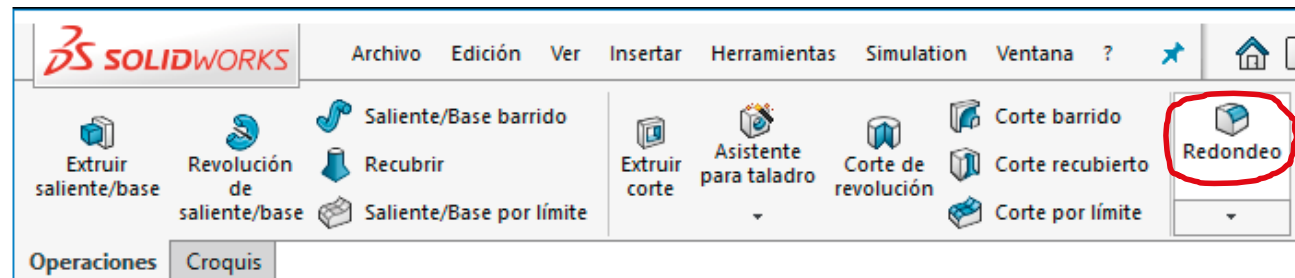 SOLIDWORKS
Archivo Edición Ver Insertar Herramientas Simulation Ventana ?
Extruir
saliente/base
Revolución
de
saliente/base
Saliente/Base barrido
Recubrir
Saliente/Base por límite
Extruir
corte
Asistente
para taladro
Corte de
revolución
Corte barrido
Corte recubierto
Corte por límite
Redondeo
Operaciones Croquis